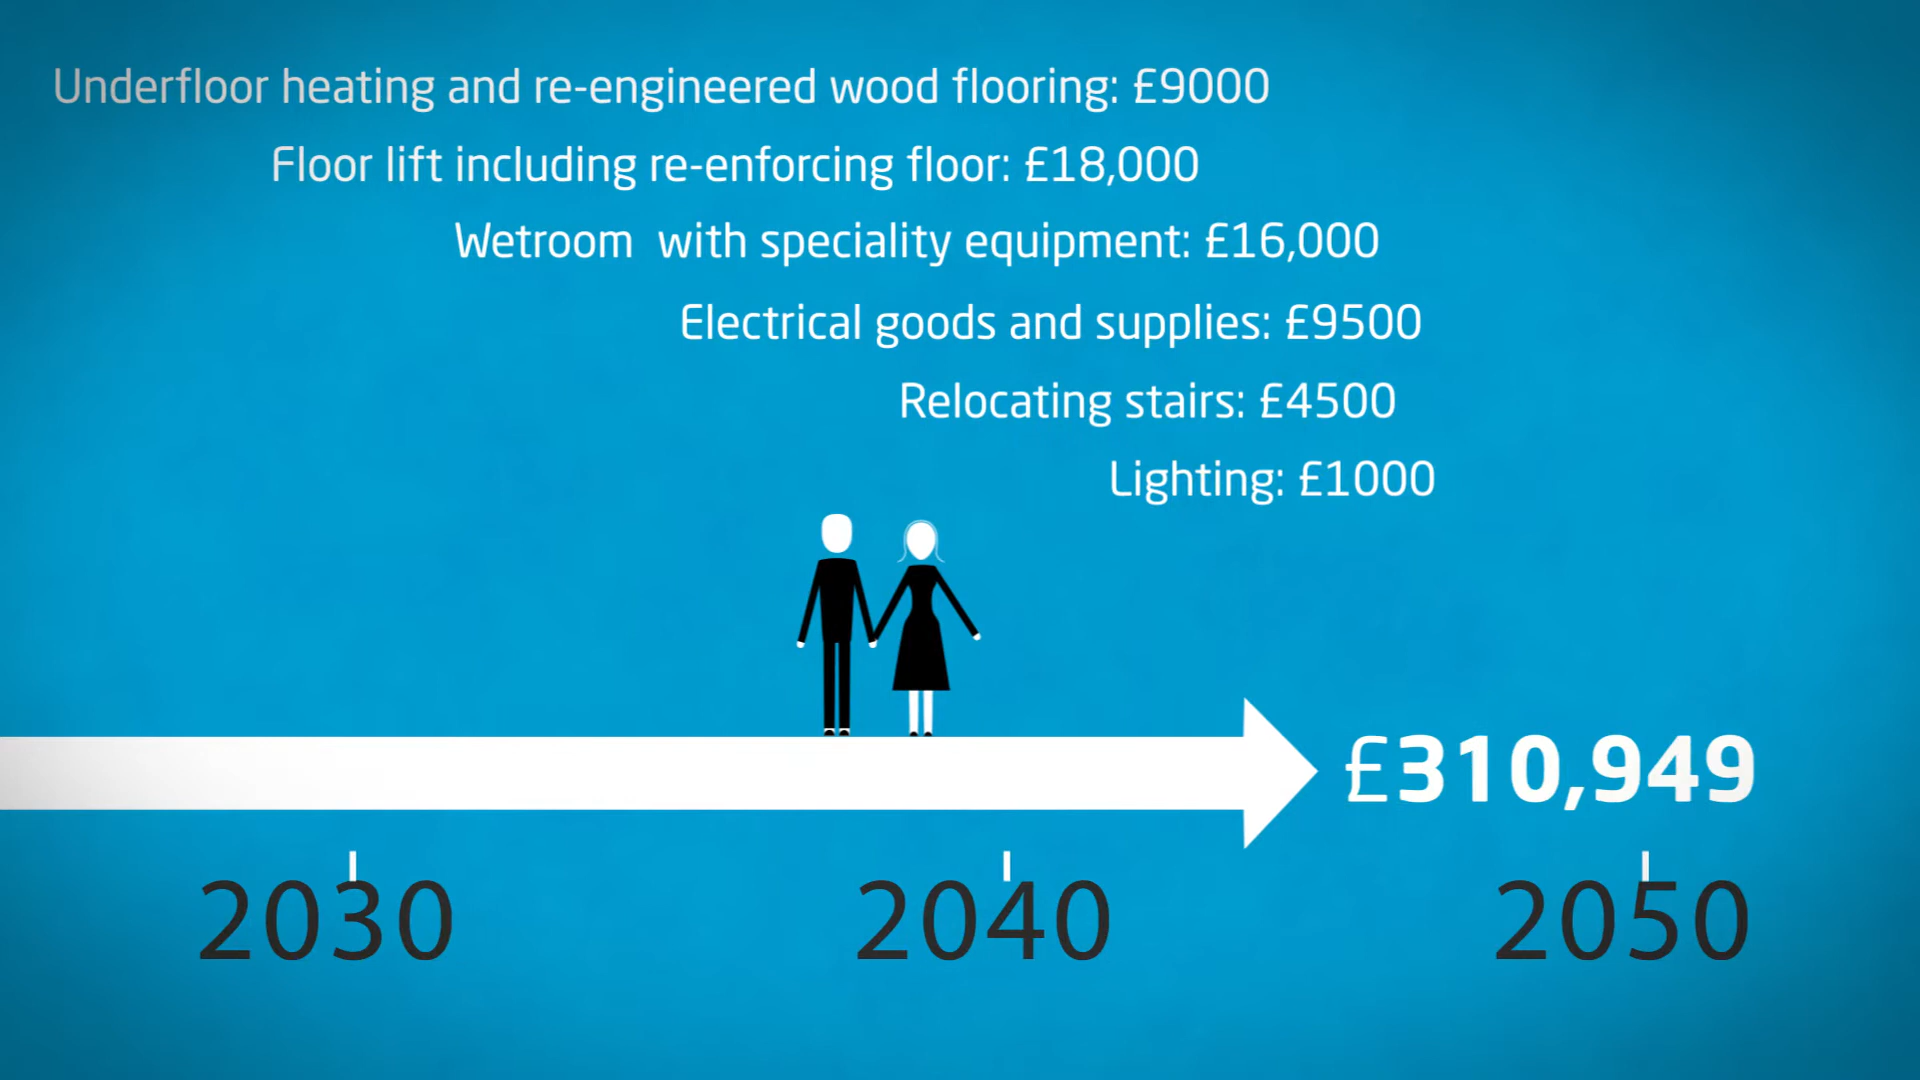 Underfloor heating and re-engineered wood flooring: £9000
Floor lift including re-enforcing floor: £18,000
Wetroom with speciality equipment: £16,000
Electrical goods and supplies: £9500
Relocating stairs: £4500
Lighting: £1000
£310,949
2030 2040 2050